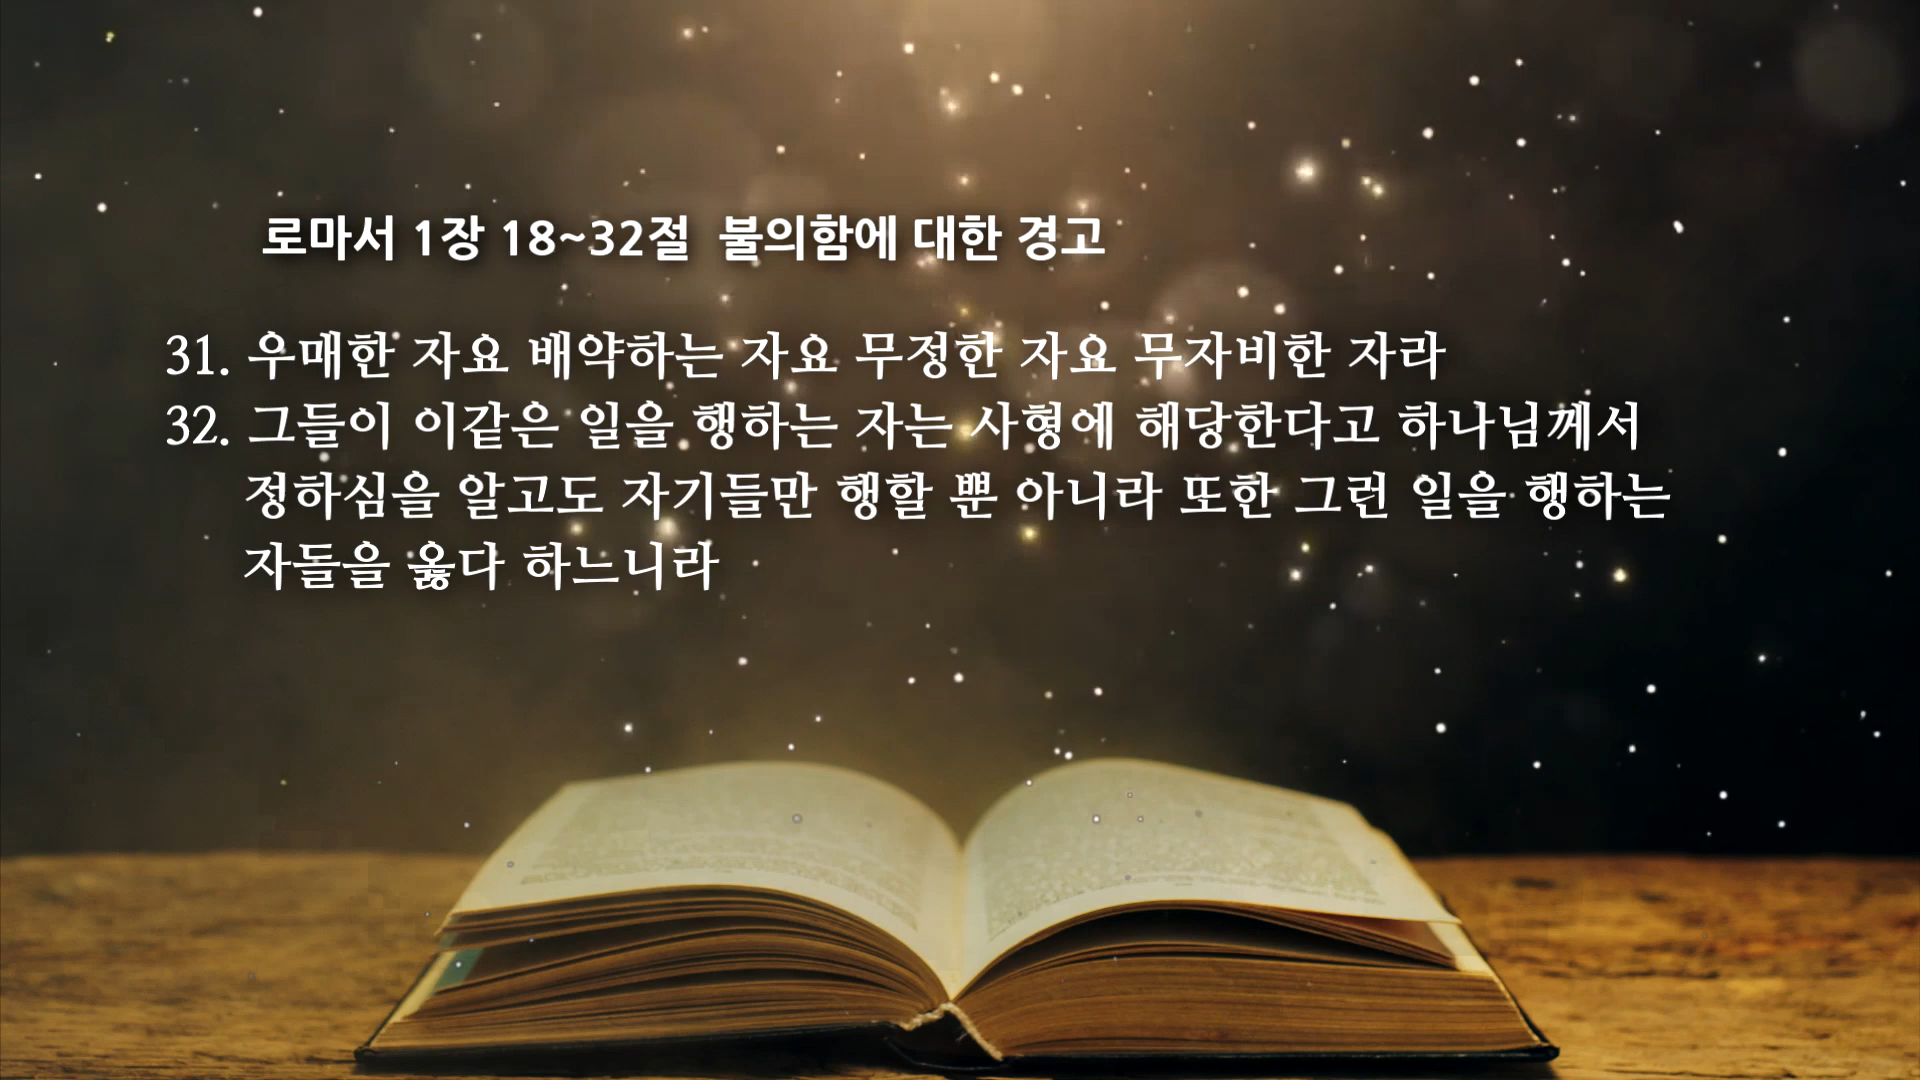 로마서 1장 18~32절 불의함에 대한 경고
31. 우매한 자요 배약하는 자요 무정한 자요 무자비한 자라
32. 그들이 이같은 일을 행하는 자는 사형에 해당한다고 하나님께서
정하심을 알고도 자기들만 행할 뿐 아니라 또한 그런 일을 행하는
자돌을 옳다 하느니라